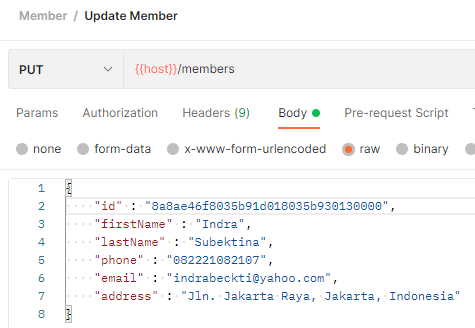 Member / Update Member
PUT {{host}}/members
Params Authorization Headers (9) Body Pre-request Script
none form-data x-www-form-urlencoded raw binary
1 {
2 "id" : "8a8ae46f8035b91d018035b930130000",
3 "firstName" : "Indra",
4 "lastName" : "Subektina",
5 "phone" : "082221082107",
6 "email" : "indrabeckti@yahoo.com",
7 "address" : "Jln. Jakarta Raya, Jakarta, Indonesia"
8 }